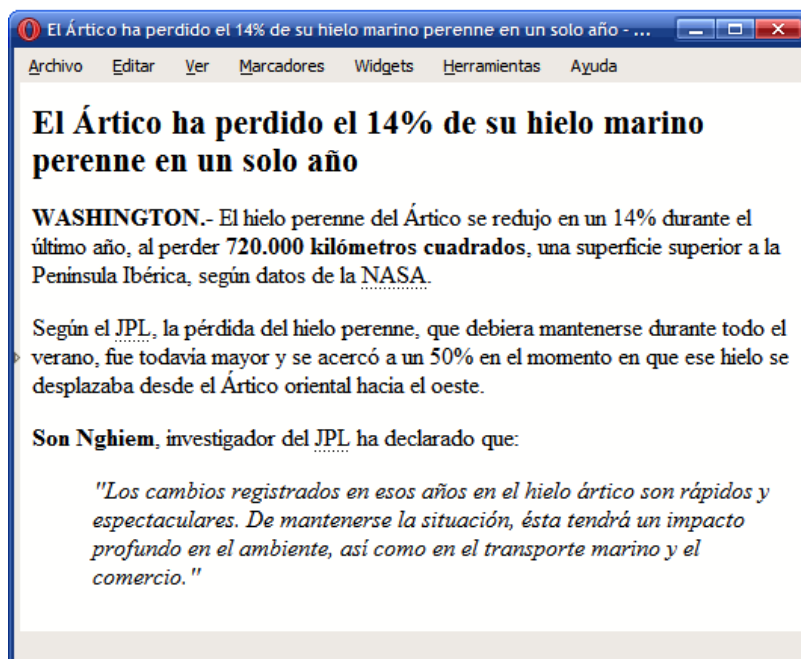 El Ártico ha perdido el 14% de su hielo marino perenne en un solo año - ...
Archivo Editar Ver Marcadores Widgets Herramientas Ayuda
El Ártico ha perdido el 14% de su hielo marino
perenne en un solo año
WASHINGTON.- El hielo perenne del Ártico se redujo en un 14% durante el
último año, al perder 720.000 kilómetros cuadrados, una superficie superior a la
Península Ibérica, según datos de la NASA.
Según el JPL, la pérdida del hielo perenne, que debiera mantenerse durante todo el
verano, fue todavía mayor y se acercó a un 50% en el momento en que ese hielo se
desplazaba desde el Ártico oriental hacia el oeste.
Son Nghiem, investigador del JPL ha declarado que:
"Los cambios registrados en esos años en el hielo ártico son rápidos y
espectaculares. De mantenerse la situación, ésta tendrá un impacto
profundo en el ambiente, así como en el transporte marino y el
comercio."